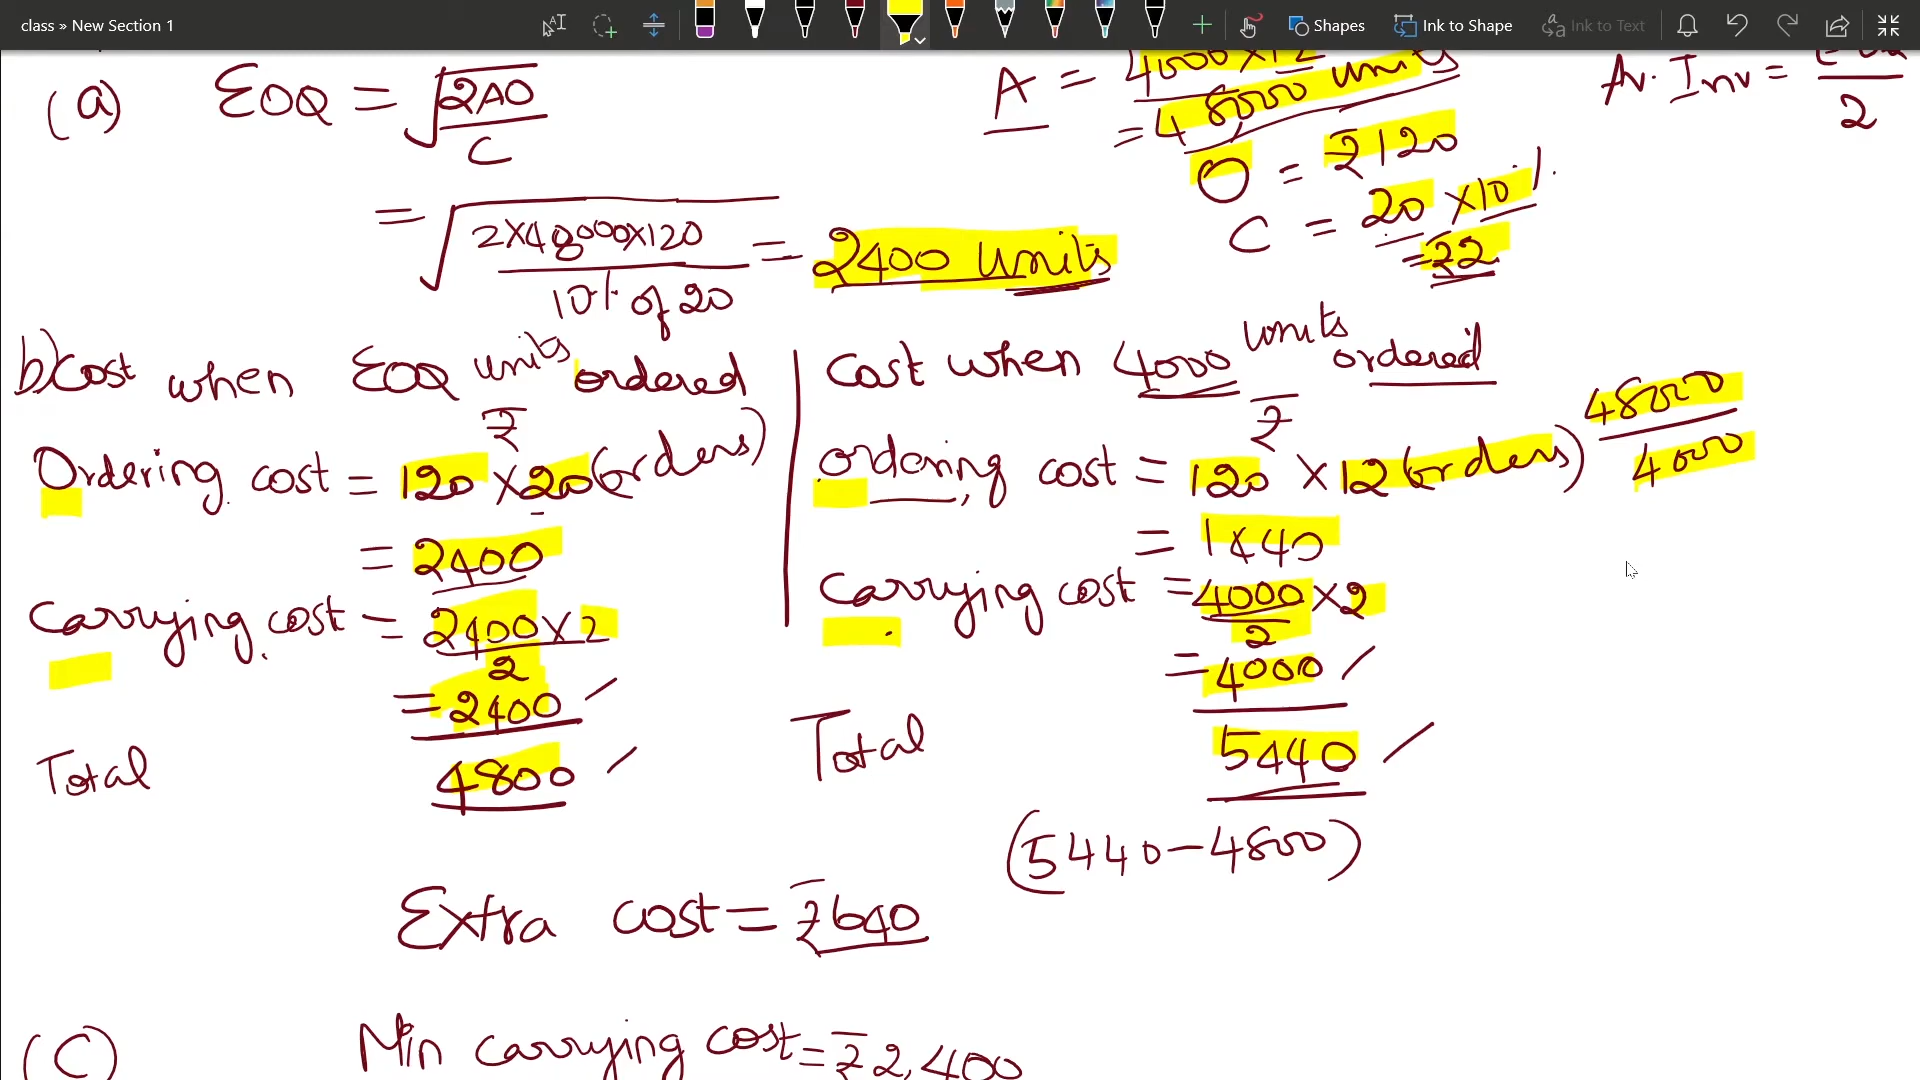 class » New Section 1
Shapes
Ink to Shape
Ink to Text
(a) EOQ = √2AO
C
A = 4000×12
= 48000 units
Av. Inv =
2
O = ₹120
C = 20 × 10%
= ₹2
= √2×48000×120 = 2400 units
10% of 20
b) Cost when EOQ units ordered
₹
Ordering cost = 120 × 20 (orders)
= 2400
Carrying cost = 2400 × 2
2
= 2400
Total 4800
Cost when 4000 units ordered
₹
ordering cost = 120 × 12 (orders) 48000
4000
= 1440
Carrying cost = 4000 × 2
2
= 4000
Total 5440
(5440 - 4800)
Extra cost = ₹640
(C) Min carrying cost = ₹2,400